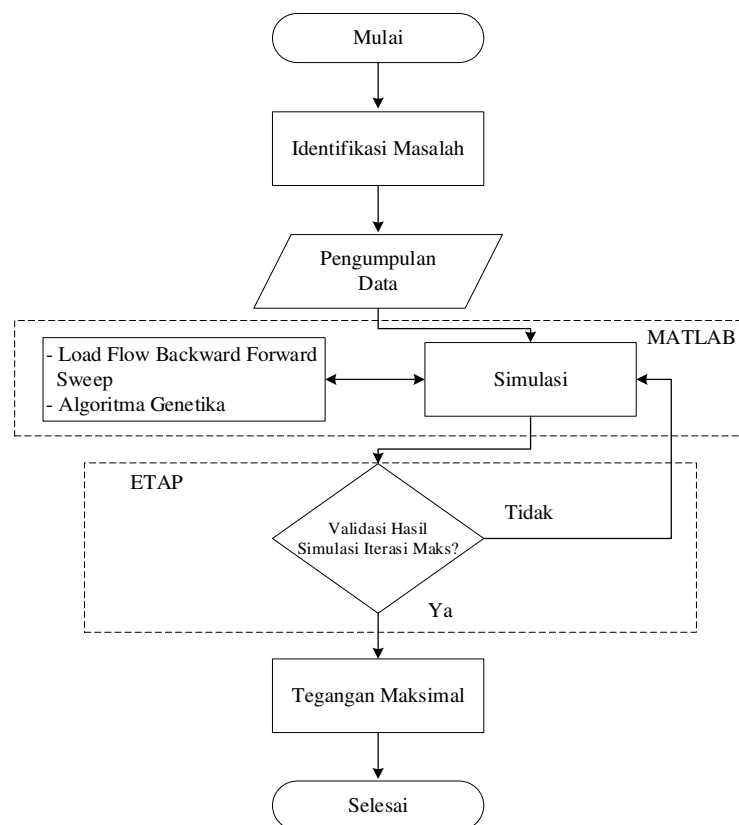 Mulai
Identifikasi Masalah
Pengumpulan
Data
MATLAB
- Load Flow Backward Forward
Sweep
- Algoritma Genetika
Simulasi
ETAP
Validasi Hasil
Simulasi Iterasi Maks?
Tidak
Ya
Tegangan Maksimal
Selesai